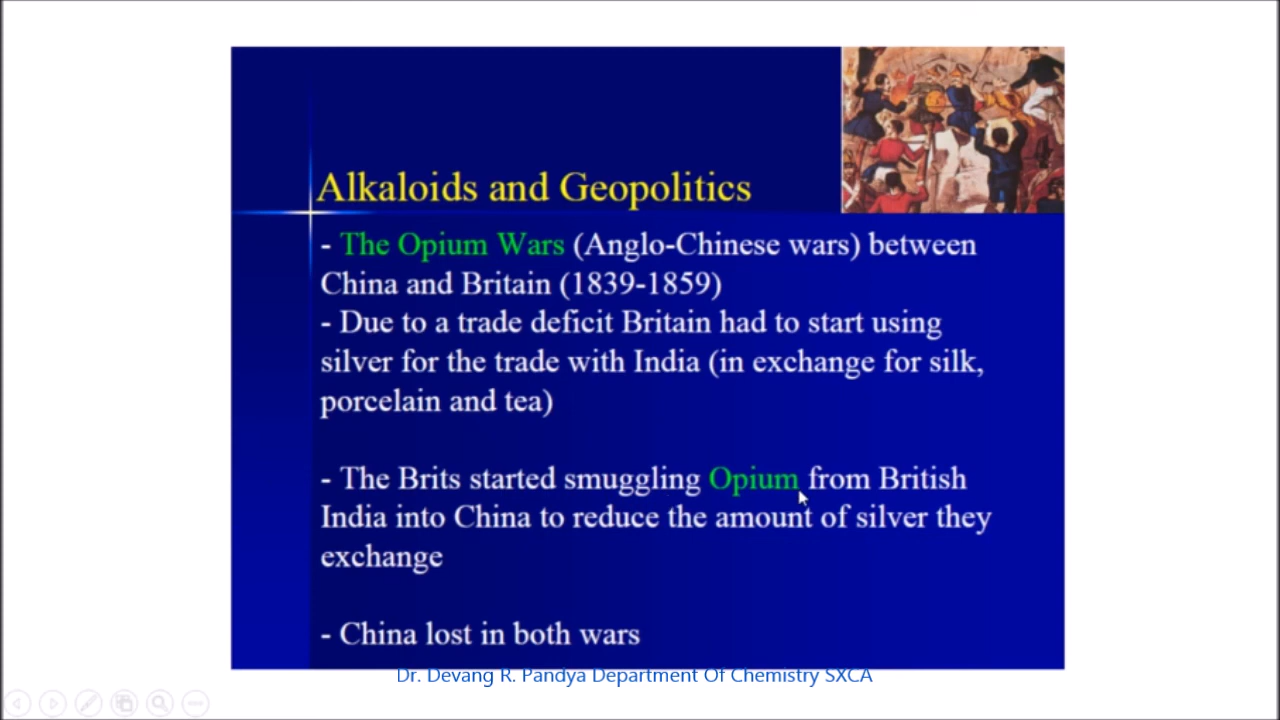 Alkaloids and Geopolitics
- The Opium Wars (Anglo-Chinese wars) between
China and Britain (1839-1859)
- Due to a trade deficit Britain had to start using
silver for the trade with India (in exchange for silk,
porcelain and tea)
- The Brits started smuggling Opium from British
India into China to reduce the amount of silver they
exchange
- China lost in both wars
Dr. Devang R. Pandya Department Of Chemistry SXCA